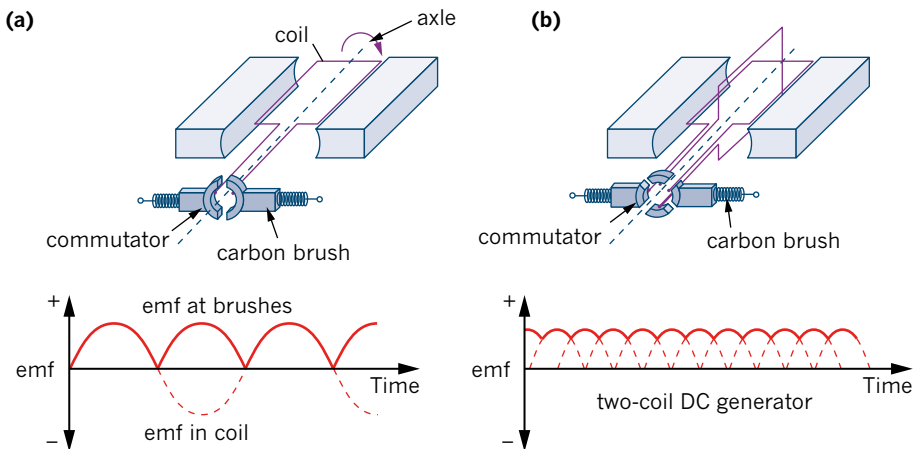 (a)
coil
axle
commutator
carbon brush
+
emf at brushes
emf
Time
emf in coil
–
(b)
commutator
carbon brush
+
emf
Time
two-coil DC generator
–